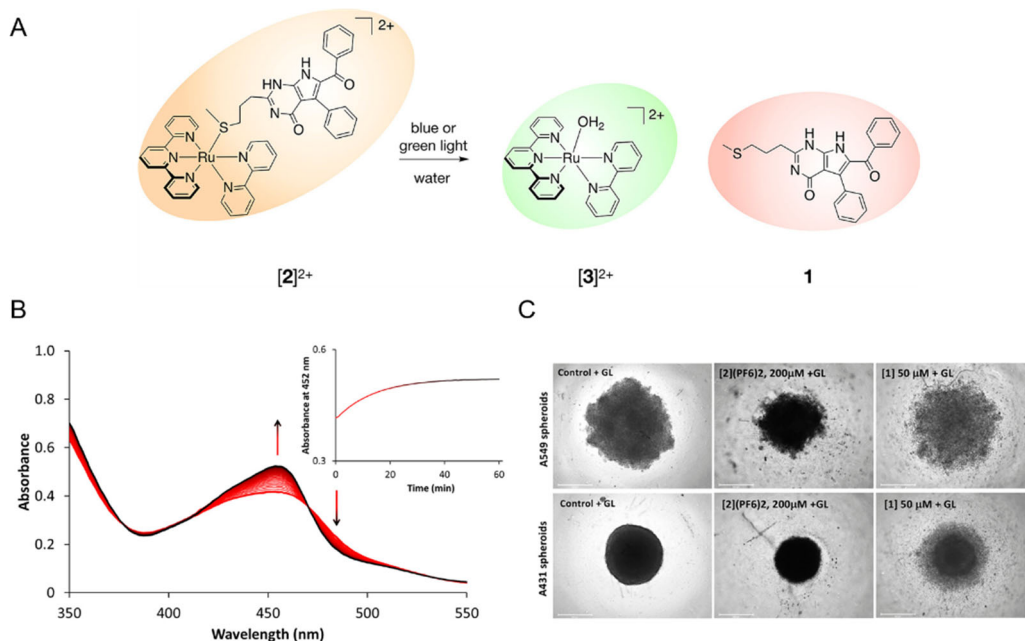 A
2+
O
H
N
HN
N
O
S
N
N
Ru
N
N
N
blue or
green light
water
2+
OH2
N
N
Ru
N
N
N
H
N
H
N
S
N
O
O
[2]2+
[3]2+
1
B
1.0
0.8
0.6
0.4
0.2
0
Absorbance
350
400
450
500
550
Wavelength (nm)
0.6
0.3
Absorbance at 452 nm
0
20
40
60
Time (min)
C
Control + GL
[2](PF6)2, 200µM +GL
[1] 50 µM + GL
A549 spheroids
Control + GL
[2](PF6)2, 200µM +GL
[1] 50 µM + GL
A431 spheroids